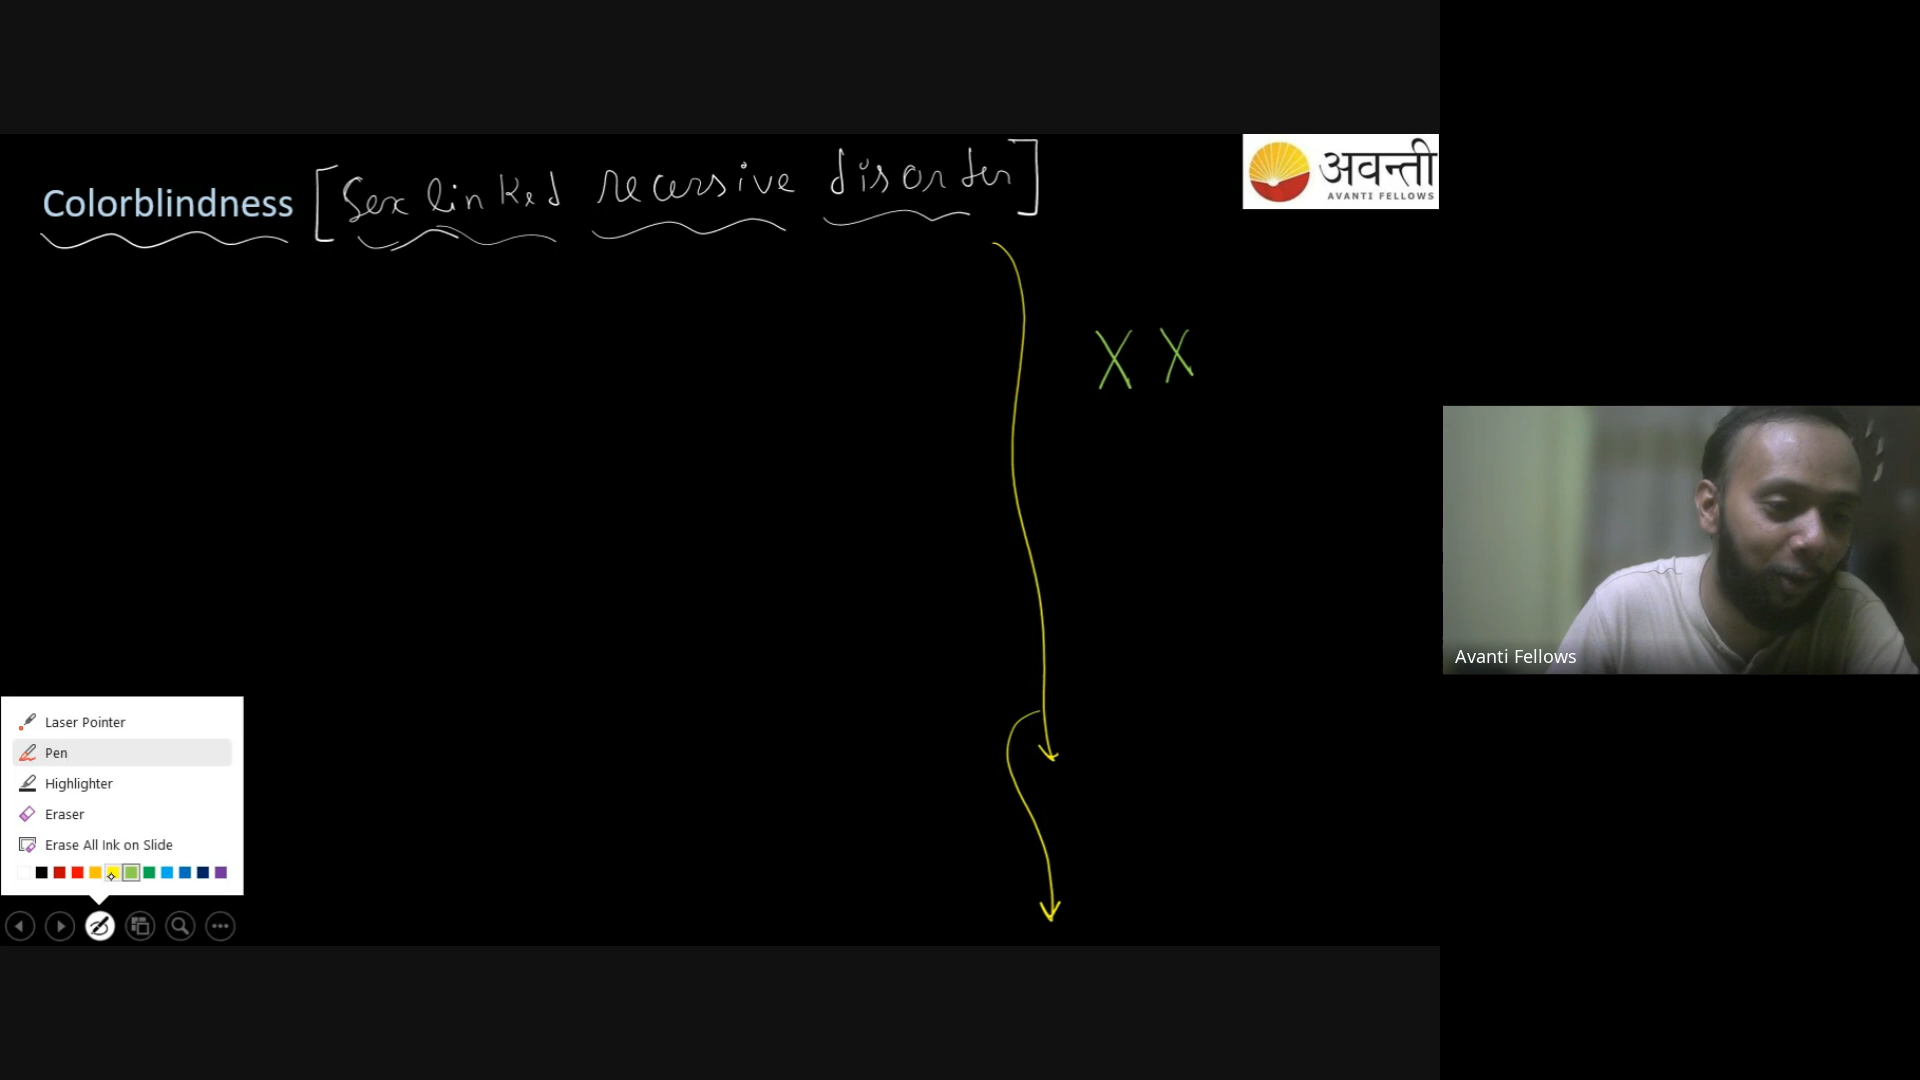 Colorblindness [Sex linked recessive disorder]
अवन्ती
AVANTI FELLOWS
X X
Avanti Fellows
Laser Pointer
Pen
Highlighter
Eraser
Erase All Ink on Slide